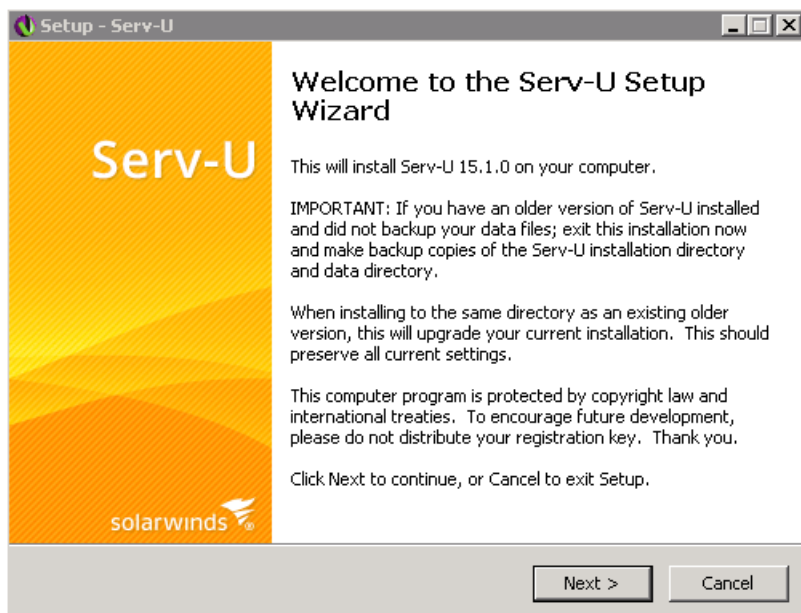 Setup - Serv-U
Serv-U
Welcome to the Serv-U Setup
Wizard
This will install Serv-U 15.1.0 on your computer.
IMPORTANT: If you have an older version of Serv-U installed
and did not backup your data files; exit this installation now
and make backup copies of the Serv-U installation directory
and data directory.
When installing to the same directory as an existing older
version, this will upgrade your current installation.  This should
preserve all current settings.
This computer program is protected by copyright law and
international treaties.  To encourage future development,
please do not distribute your registration key.  Thank you.
Click Next to continue, or Cancel to exit Setup.
solarwinds®
Next >
Cancel